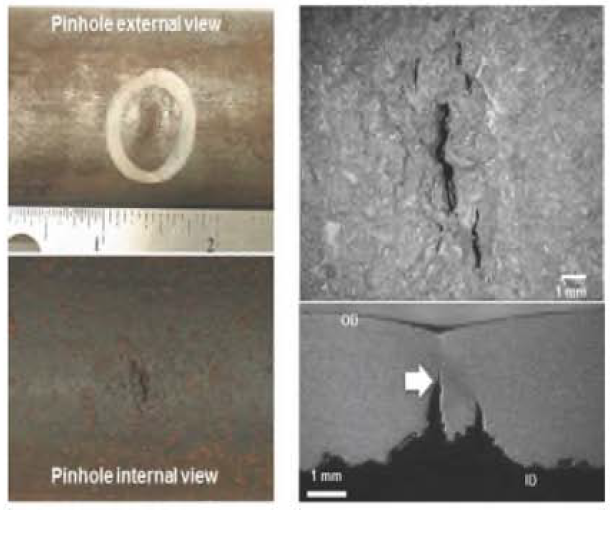 Pinhole external view
1
2
Pinhole internal view
1 mm
OD
1 mm
ID